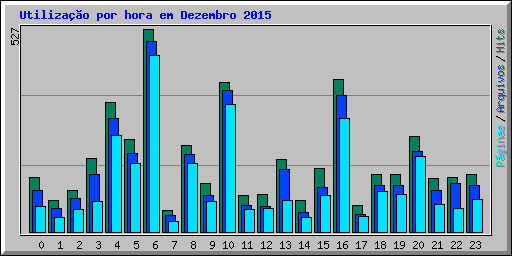 Utilização por hora em Dezembro 2015
527
Páginas / Arquivos / Hits
0 1 2 3 4 5 6 7 8 9 10 11 12 13 14 15 16 17 18 19 20 21 22 23